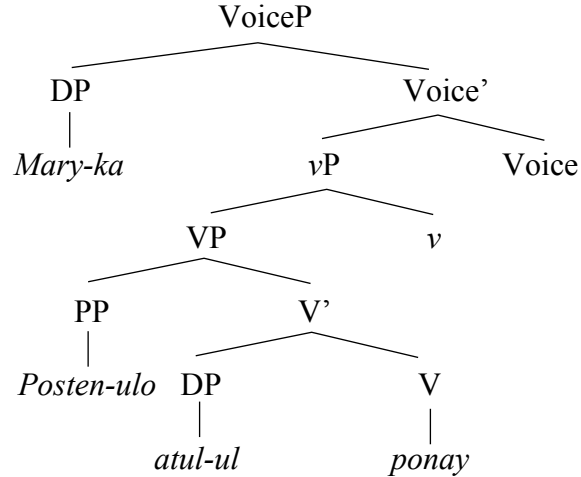 VoiceP
DP Voice’
Mary-ka vP Voice
VP v
PP V’
Posten-ulo DP V
atul-ul ponay